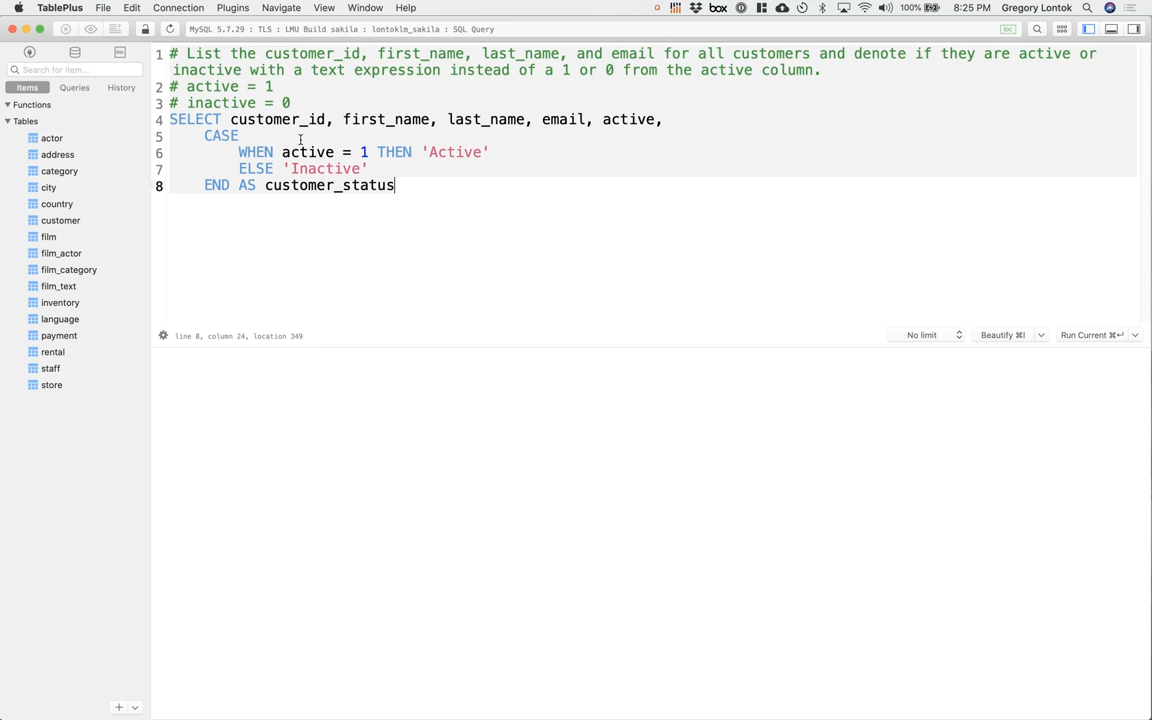 TablePlus File Edit Connection Plugins Navigate View Window Help box 100% 8:25 PM Gregory Lontok
MySQL 5.7.29 : TLS : LMU Build sakila : lontoklm_sakila : SQL Query loc
SQL
Search for item...
Items Queries History
Functions
Tables
actor
address
category
city
country
customer
film
film_actor
film_category
film_text
inventory
language
payment
rental
staff
store
1 # List the customer_id, first_name, last_name, and email for all customers and denote if they are active or
inactive with a text expression instead of a 1 or 0 from the active column.
2 # active = 1
3 # inactive = 0
4 SELECT customer_id, first_name, last_name, email, active,
5 CASE
6 WHEN active = 1 THEN 'Active'
7 ELSE 'Inactive'
8 END AS customer_status
line 8, column 24, location 349 No limit Beautify ⌘I Run Current ⌘↵